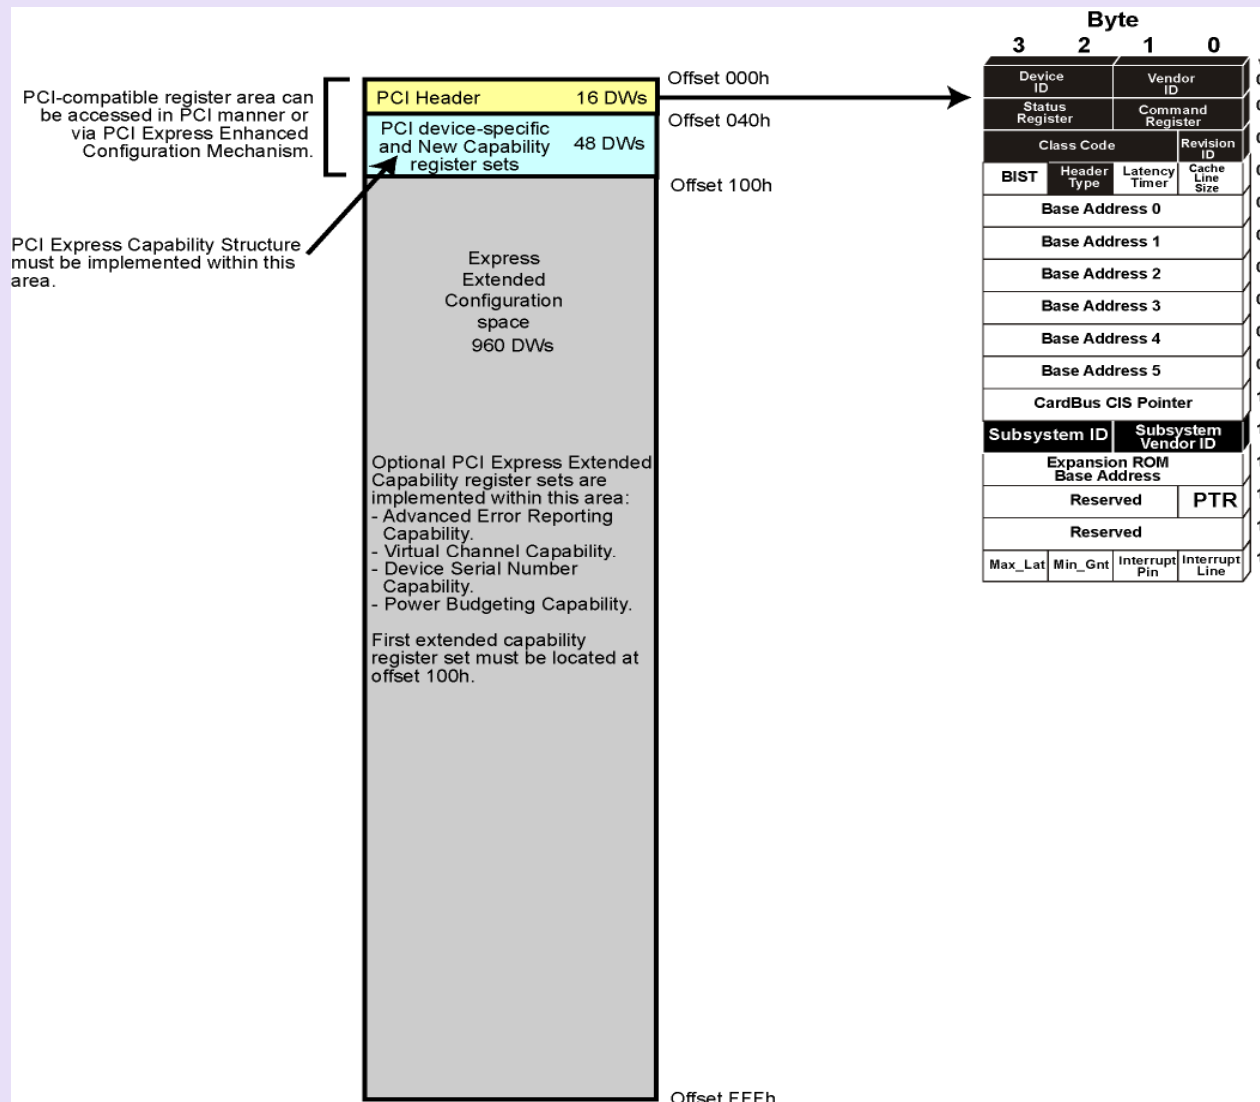 Byte
3 2 1 0
PCI-compatible register area can
be accessed in PCI manner or
via PCI Express Enhanced
Configuration Mechanism.
PCI Header 16 DWs
PCI device-specific
and New Capability
register sets
48 DWs
Offset 000h
Offset 040h
Offset 100h
PCI Express Capability Structure
must be implemented within this
area.
Express
Extended
Configuration
space
960 DWs
Optional PCI Express Extended
Capability register sets are
implemented within this area:
- Advanced Error Reporting
Capability.
- Virtual Channel Capability.
- Device Serial Number
Capability.
- Power Budgeting Capability.
First extended capability
register set must be located at
offset 100h.
Offset FFFh
Device
ID
Vendor
ID
Status
Register
Command
Register
Class Code
Revision
ID
BIST
Header
Type
Latency
Timer
Cache
Line
Size
Base Address 0
Base Address 1
Base Address 2
Base Address 3
Base Address 4
Base Address 5
CardBus CIS Pointer
Subsystem ID
Subsystem
Vendor ID
Expansion ROM
Base Address
Reserved
PTR
Reserved
Max_Lat
Min_Gnt
Interrupt
Pin
Interrupt
Line